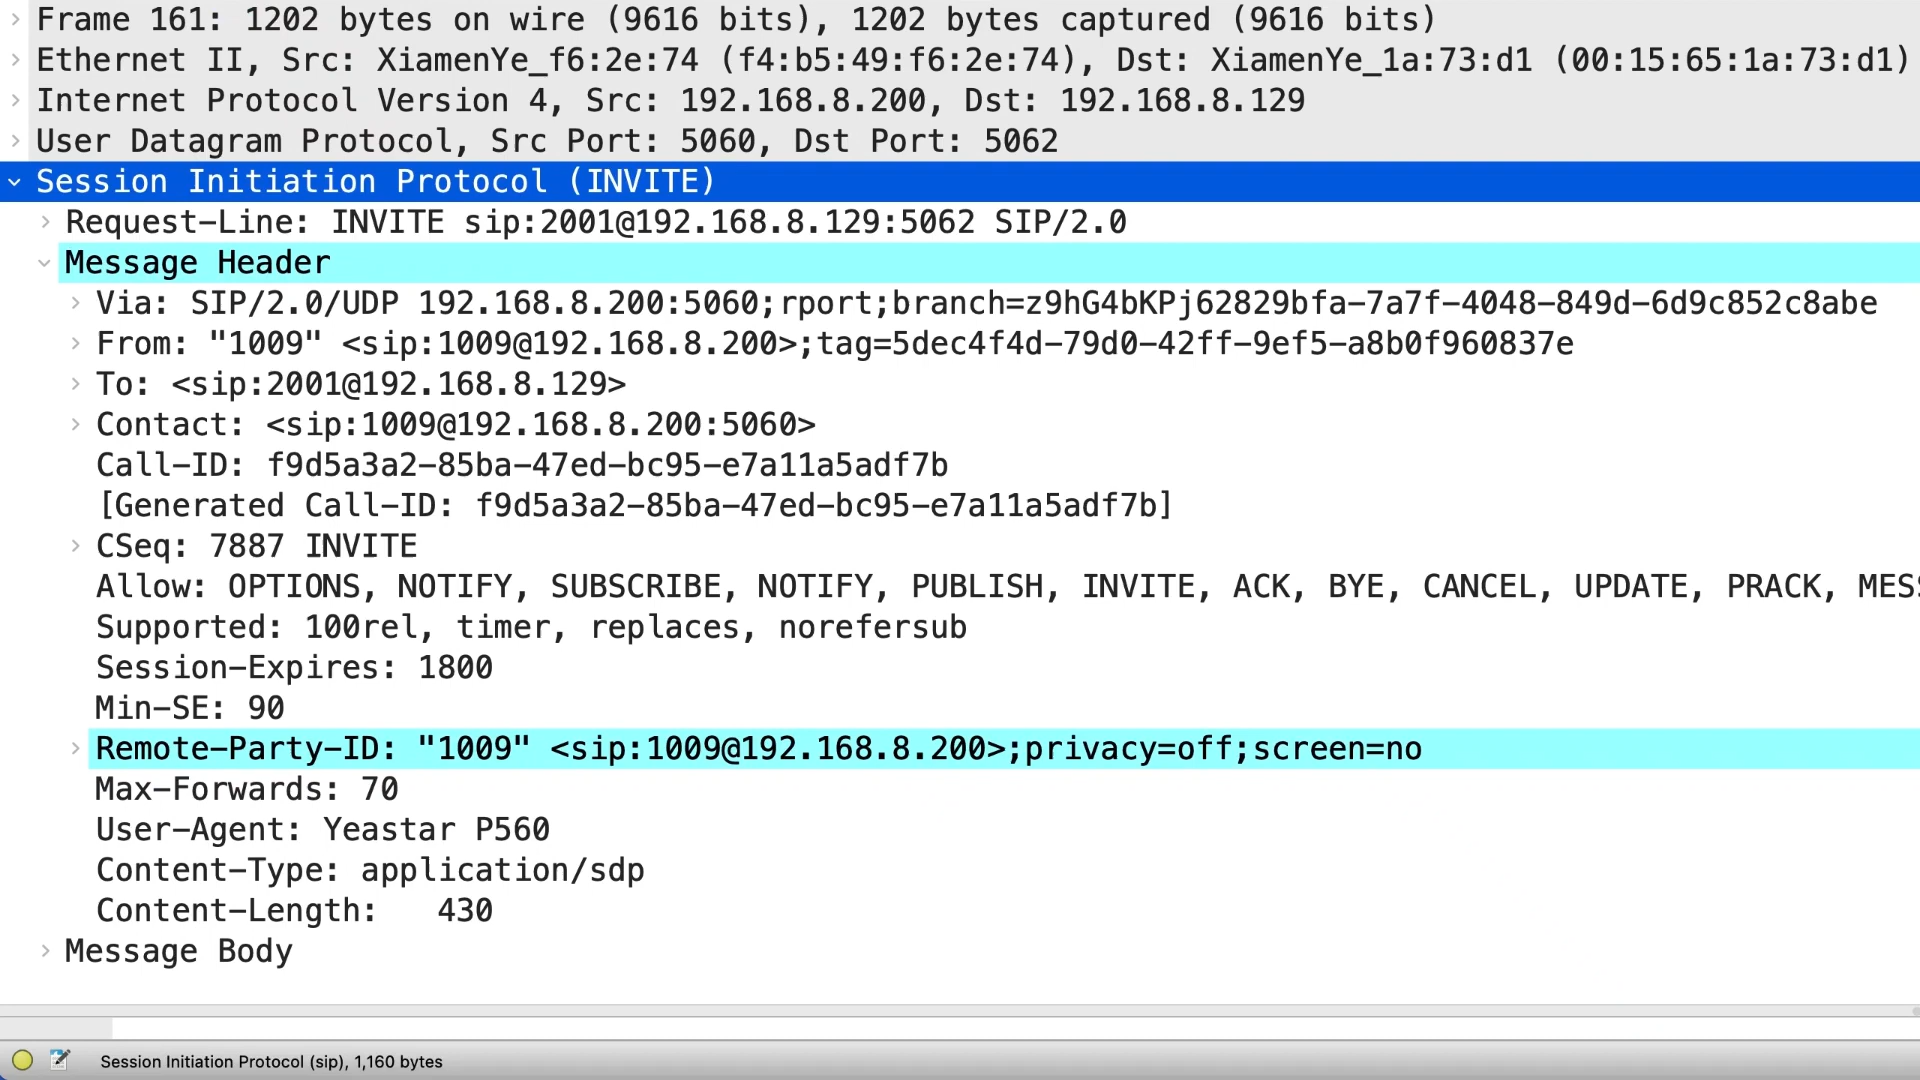 Frame 161: 1202 bytes on wire (9616 bits), 1202 bytes captured (9616 bits)
Ethernet II, Src: XiamenYe_f6:2e:74 (f4:b5:49:f6:2e:74), Dst: XiamenYe_1a:73:d1 (00:15:65:1a:73:d1)
Internet Protocol Version 4, Src: 192.168.8.200, Dst: 192.168.8.129
User Datagram Protocol, Src Port: 5060, Dst Port: 5062
Session Initiation Protocol (INVITE)
Request-Line: INVITE sip:2001@192.168.8.129:5062 SIP/2.0
Message Header
Via: SIP/2.0/UDP 192.168.8.200:5060;rport;branch=z9hG4bKPj62829bfa-7a7f-4048-849d-6d9c852c8abe
From: "1009" <sip:1009@192.168.8.200>;tag=5dec4f4d-79d0-42ff-9ef5-a8b0f960837e
To: <sip:2001@192.168.8.129>
Contact: <sip:1009@192.168.8.200:5060>
Call-ID: f9d5a3a2-85ba-47ed-bc95-e7a11a5adf7b
[Generated Call-ID: f9d5a3a2-85ba-47ed-bc95-e7a11a5adf7b]
CSeq: 7887 INVITE
Allow: OPTIONS, NOTIFY, SUBSCRIBE, NOTIFY, PUBLISH, INVITE, ACK, BYE, CANCEL, UPDATE, PRACK, MES
Supported: 100rel, timer, replaces, norefersub
Session-Expires: 1800
Min-SE: 90
Remote-Party-ID: "1009" <sip:1009@192.168.8.200>;privacy=off;screen=no
Max-Forwards: 70
User-Agent: Yeastar P560
Content-Type: application/sdp
Content-Length:   430
Message Body
Session Initiation Protocol (sip), 1,160 bytes